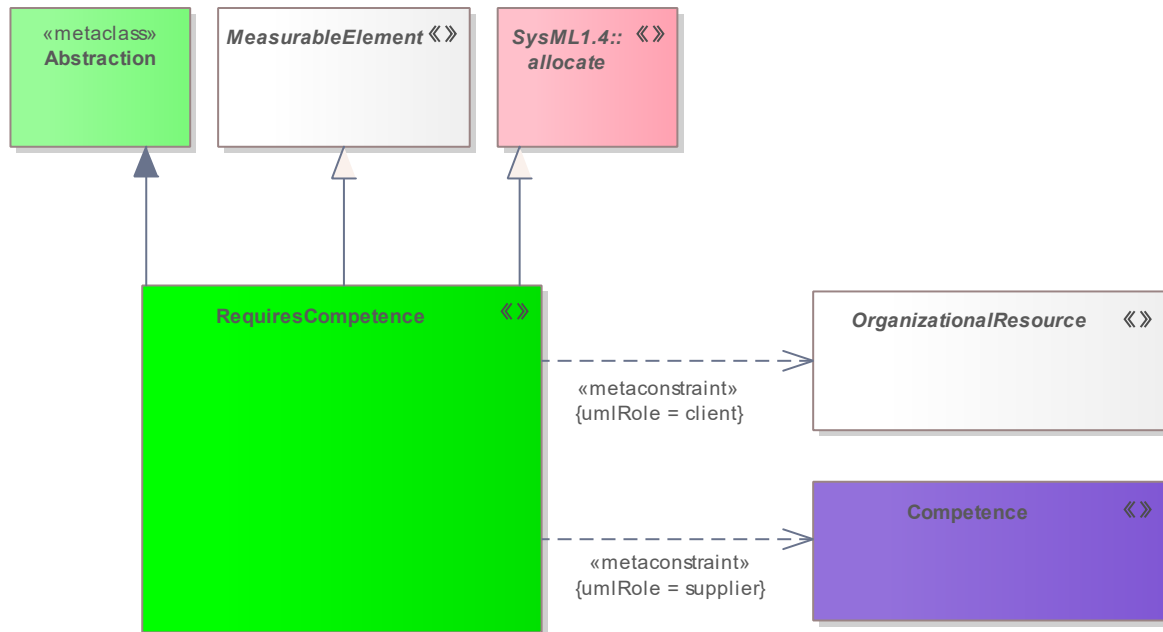 «metaclass»
Abstraction
MeasurableElement «»
SysML1.4:: «»
allocate
RequiresCompetence «»
OrganizationalResource «»
«metaconstraint»
{umlRole = client}
Competence «»
«metaconstraint»
{umlRole = supplier}